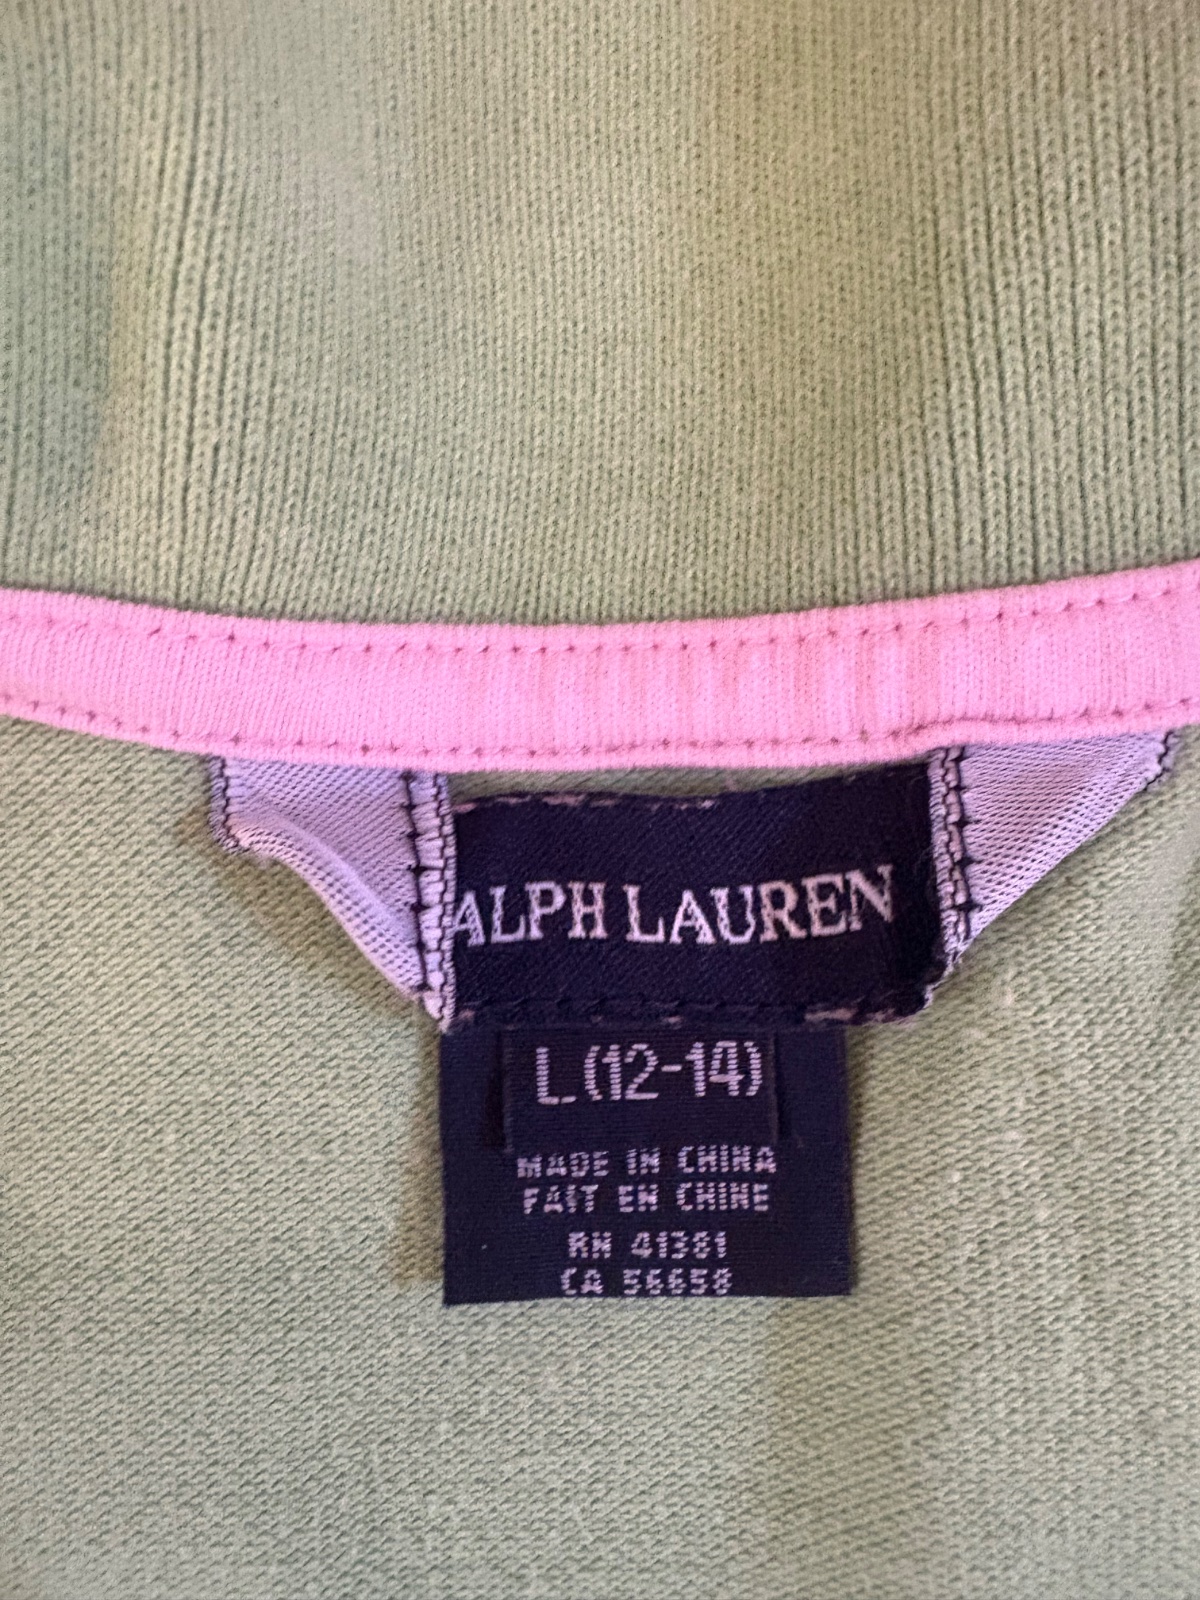 ALPH LAUREN
L(12-14)
MADE IN CHINA
FAIT EN CHINE
RN 41381
CA 56658